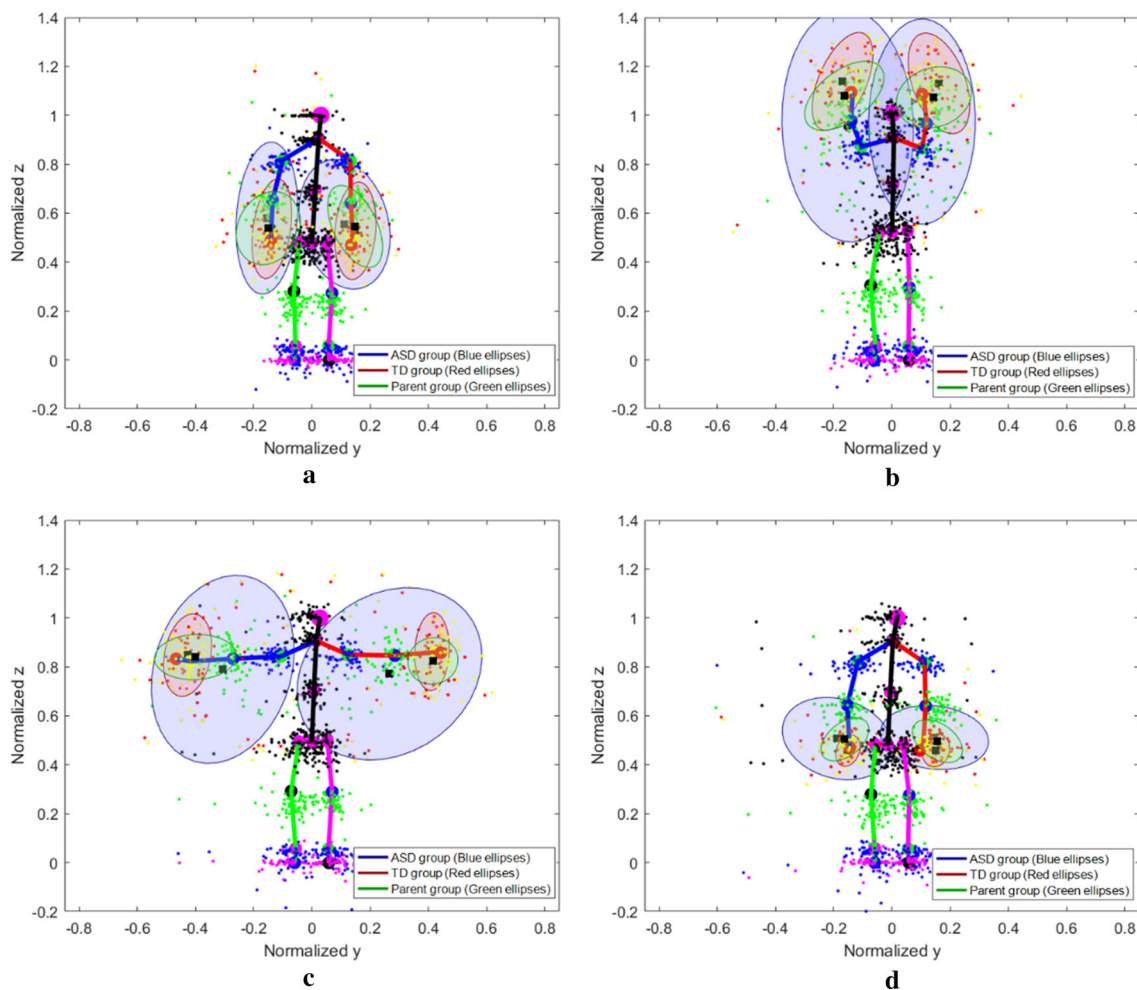 1.4
1.2
1
0.8
0.6
0.4
0.2
0
-0.2
Normalized z
ASD group (Blue ellipses)
TD group (Red ellipses)
Parent group (Green ellipses)
-0.8 -0.6 -0.4 -0.2 0 0.2 0.4 0.6 0.8
Normalized y
a
1.4
1.2
1
0.8
0.6
0.4
0.2
0
-0.2
Normalized z
ASD group (Blue ellipses)
TD group (Red ellipses)
Parent group (Green ellipses)
-0.8 -0.6 -0.4 -0.2 0 0.2 0.4 0.6 0.8
Normalized y
b
1.4
1.2
1
0.8
0.6
0.4
0.2
0
-0.2
Normalized z
ASD group (Blue ellipses)
TD group (Red ellipses)
Parent group (Green ellipses)
-0.8 -0.6 -0.4 -0.2 0 0.2 0.4 0.6 0.8
Normalized y
c
1.4
1.2
1
0.8
0.6
0.4
0.2
0
-0.2
Normalized z
ASD group (Blue ellipses)
TD group (Red ellipses)
Parent group (Green ellipses)
-0.8 -0.6 -0.4 -0.2 0 0.2 0.4 0.6 0.8
Normalized y
d